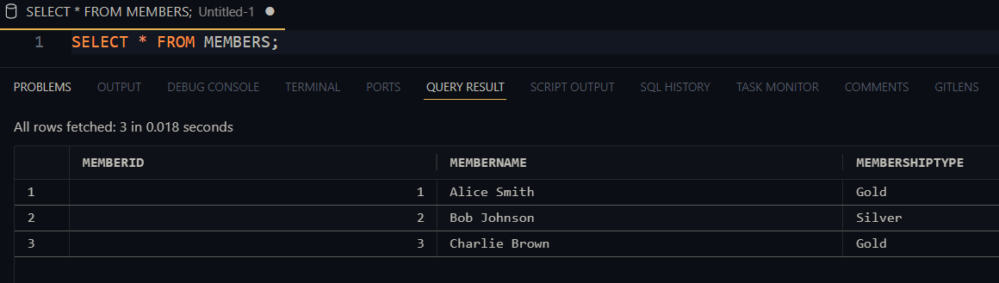 SELECT * FROM MEMBERS; Untitled-1
1 SELECT * FROM MEMBERS;
PROBLEMS OUTPUT DEBUG CONSOLE TERMINAL PORTS QUERY RESULT SCRIPT OUTPUT SQL HISTORY TASK MONITOR COMMENTS GITLENS
All rows fetched: 3 in 0.018 seconds
MEMBERID MEMBERNAME MEMBERSHIPTYPE
1 1 Alice Smith Gold
2 2 Bob Johnson Silver
3 3 Charlie Brown Gold